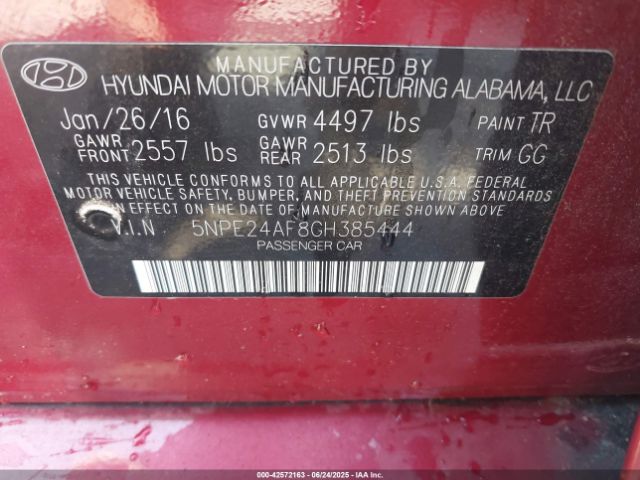 MANUFACTURED BY
HYUNDAI MOTOR MANUFACTURING ALABAMA, LLC
Jan/26/16 GVWR 4497 lbs PAINT TR
GAWR FRONT 2557 lbs GAWR REAR 2513 lbs TRIM GG
THIS VEHICLE CONFORMS TO ALL APPLICABLE U.S.A. FEDERAL
MOTOR VEHICLE SAFETY, BUMPER, AND THEFT PREVENTION STANDARDS
IN EFFECT ON THE DATE OF MANUFACTURE SHOWN ABOVE
V.I.N 5NPE24AF8GH385444
PASSENGER CAR
000-42572163 - 06/24/2025 - IAAI.COM